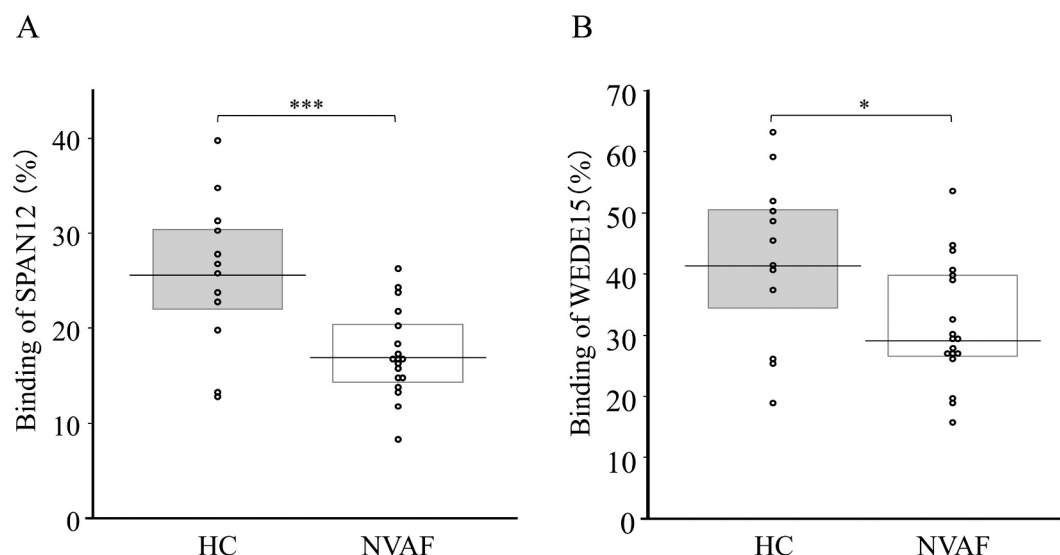 A
Binding of SPAN12 (%)
40
30
20
10
0
***
HC
NVAF
B
Binding of WEDE15(%)
70
60
50
40
30
20
10
0
*
HC
NVAF